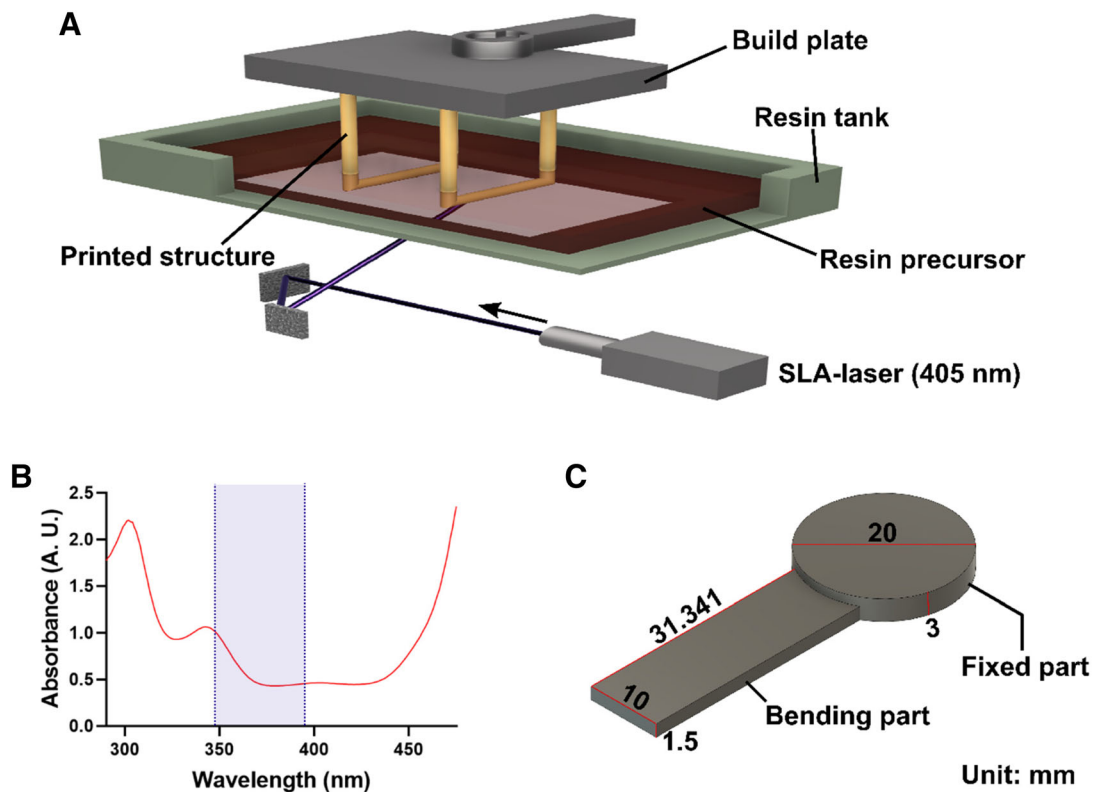 A
Build plate
Resin tank
Printed structure
Resin precursor
SLA-laser (405 nm)
B
Absorbance (A. U.)
2.5
2.0
1.5
1.0
0.5
0.0
300
350
400
450
Wavelength (nm)
C
20
31.341
3
Fixed part
10
Bending part
1.5
Unit: mm